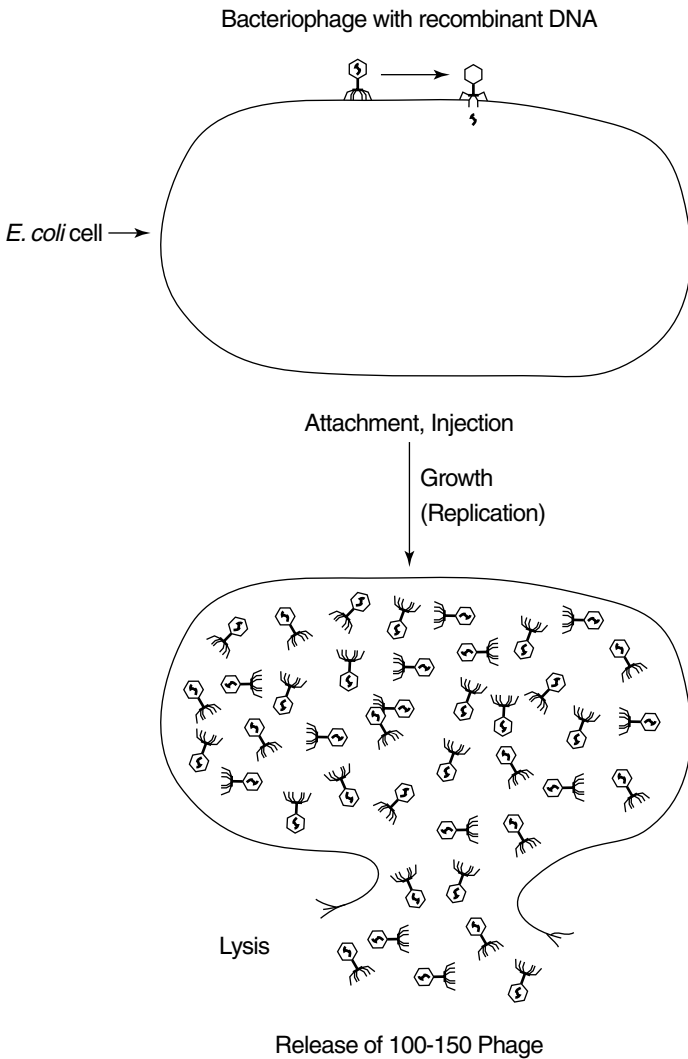 Bacteriophage with recombinant DNA
E. coli cell
Attachment, Injection
Growth
(Replication)
Lysis
Release of 100-150 Phage